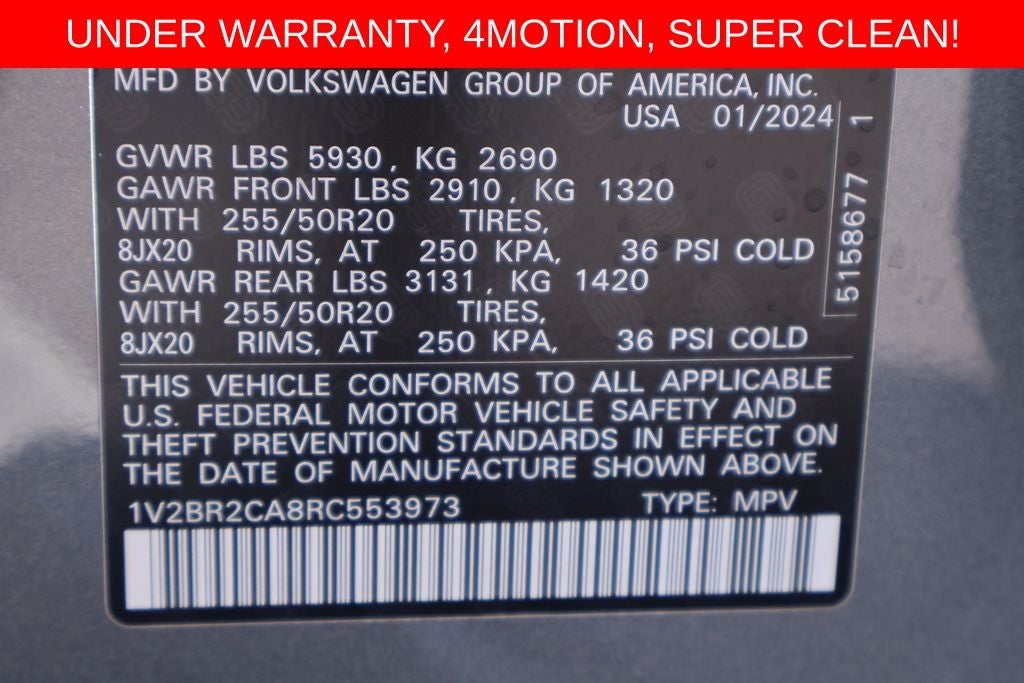 UNDER WARRANTY, 4MOTION, SUPER CLEAN!
MFD BY VOLKSWAGEN GROUP OF AMERICA, INC.
USA 01/2024
GVWR LBS 5930, KG 2690
GAWR FRONT LBS 2910, KG 1320
WITH 255/50R20 TIRES,
8JX20 RIMS, AT 250 KPA, 36 PSI COLD
GAWR REAR LBS 3131, KG 1420
WITH 255/50R20 TIRES,
8JX20 RIMS, AT 250 KPA, 36 PSI COLD
5158677 1
THIS VEHICLE CONFORMS TO ALL APPLICABLE
U.S. FEDERAL MOTOR VEHICLE SAFETY AND
THEFT PREVENTION STANDARDS IN EFFECT ON
THE DATE OF MANUFACTURE SHOWN ABOVE.
1V2BR2CA8RC553973 TYPE: MPV